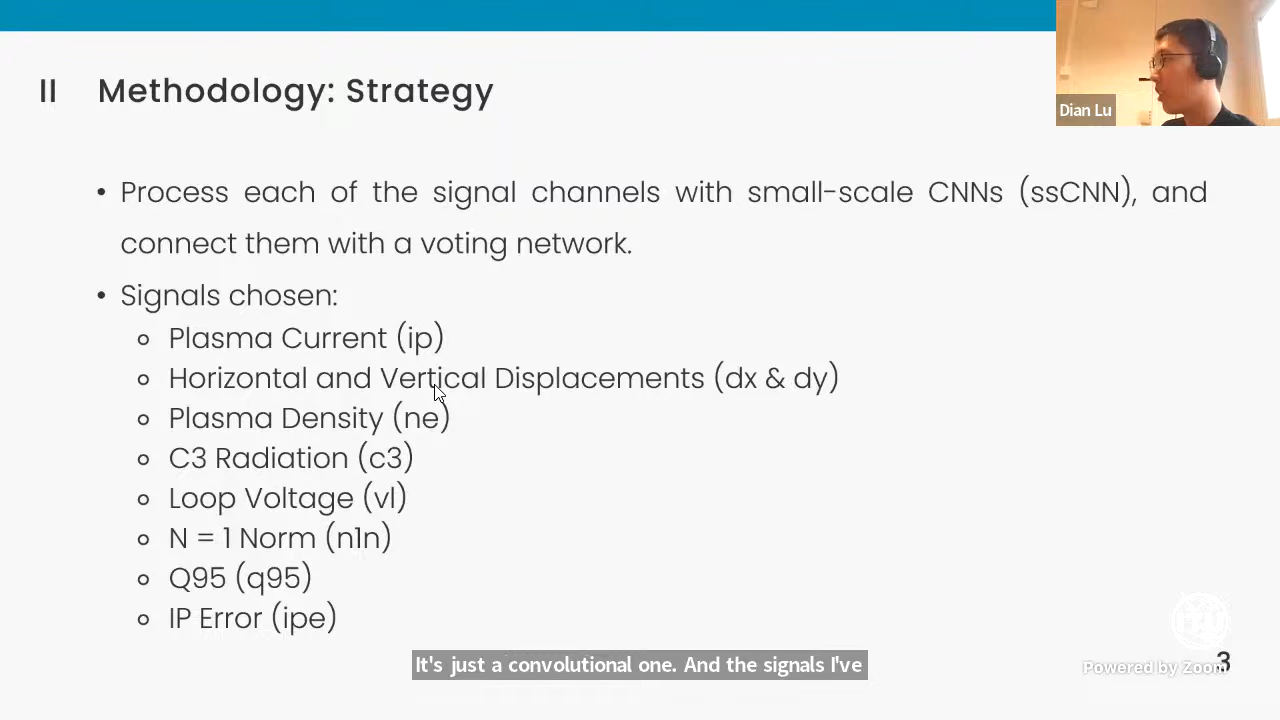 II Methodology: Strategy
Dian Lu
• Process each of the signal channels with small-scale CNNs (ssCNN), and
connect them with a voting network.
• Signals chosen:
Plasma Current (ip)
Horizontal and Vertical Displacements (dx & dy)
Plasma Density (ne)
C3 Radiation (c3)
Loop Voltage (vl)
N = 1 Norm (n1n)
Q95 (q95)
IP Error (ipe)
It's just a convolutional one. And the signals I've
ITU
Powered by Zoom
3